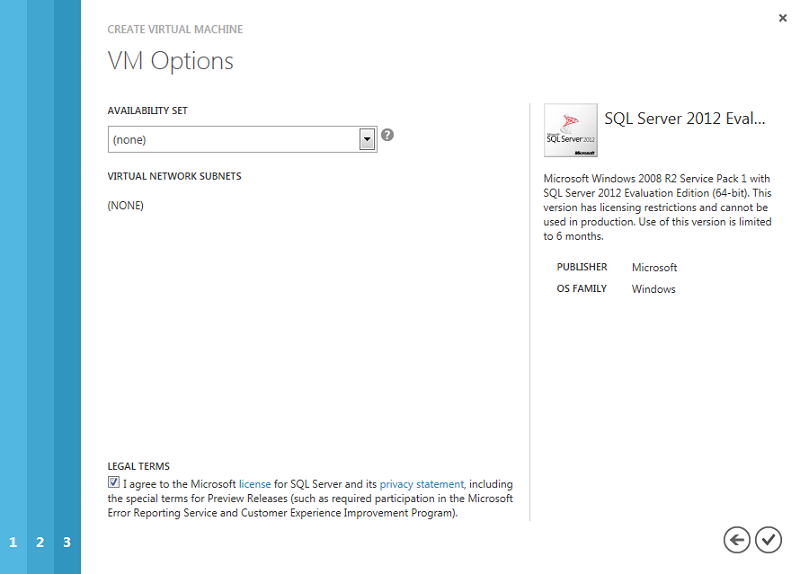 CREATE VIRTUAL MACHINE
VM Options
AVAILABILITY SET
(none)
?
VIRTUAL NETWORK SUBNETS
(NONE)
LEGAL TERMS
I agree to the Microsoft license for SQL Server and its privacy statement, including
the special terms for Preview Releases (such as required participation in the Microsoft
Error Reporting Service and Customer Experience Improvement Program).
Microsoft
SQL Server 2012
Microsoft
SQL Server 2012 Eval...
Microsoft Windows 2008 R2 Service Pack 1 with
SQL Server 2012 Evaluation Edition (64-bit). This
version has licensing restrictions and cannot be
used in production. Use of this version is limited
to 6 months.
PUBLISHER Microsoft
OS FAMILY Windows
1 2 3